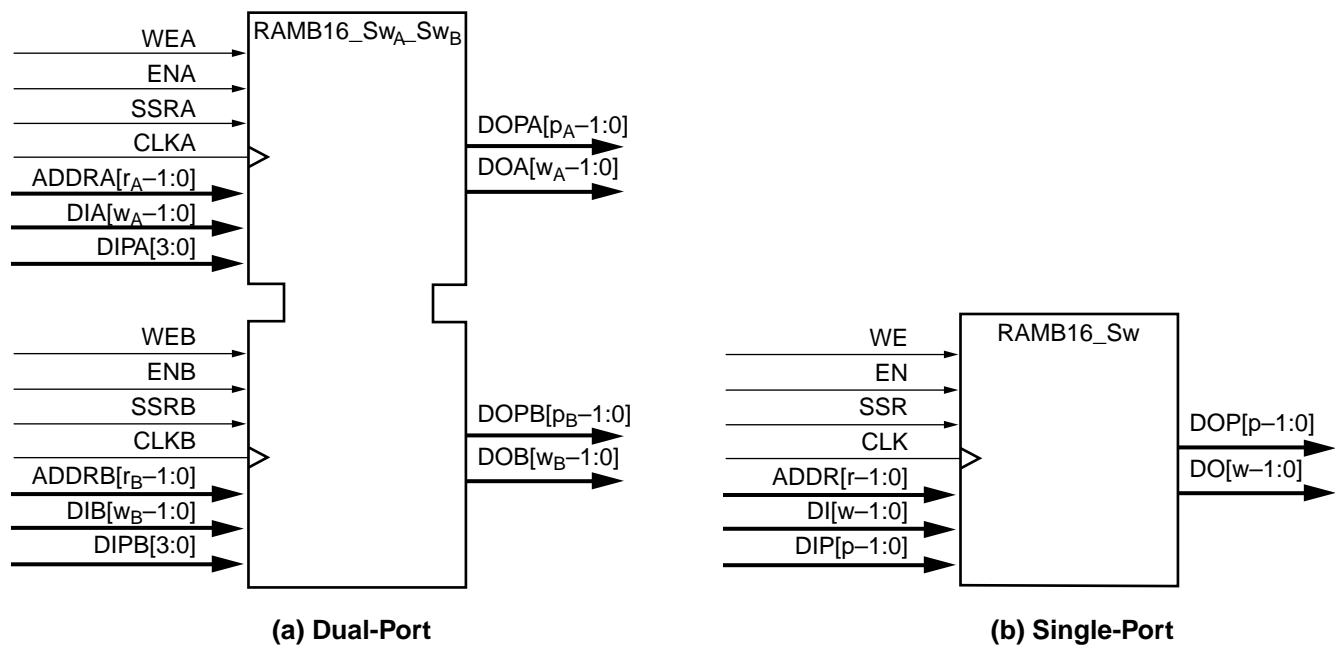 RAMB16_SwA_SwB
WEA
ENA
SSRA
CLKA
ADDRA[rA–1:0]
DIA[wA–1:0]
DIPA[3:0]
DOPA[pA–1:0]
DOA[wA–1:0]
WEB
ENB
SSRB
CLKB
ADDRB[rB–1:0]
DIB[wB–1:0]
DIPB[3:0]
DOPB[pB–1:0]
DOB[wB–1:0]
(a) Dual-Port
RAMB16_Sw
WE
EN
SSR
CLK
ADDR[r–1:0]
DI[w–1:0]
DIP[p–1:0]
DOP[p–1:0]
DO[w–1:0]
(b) Single-Port